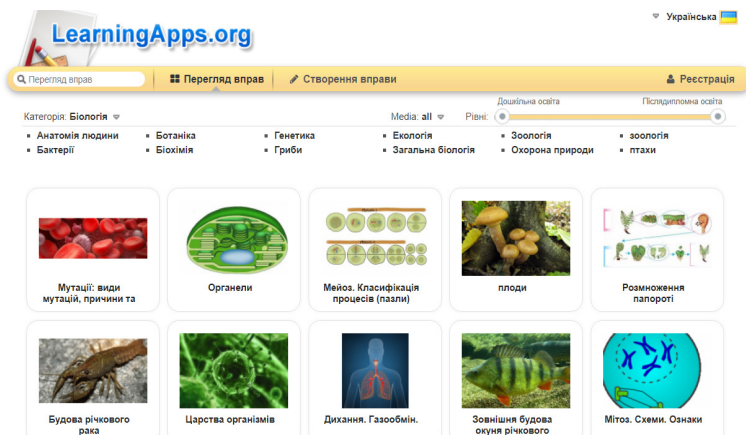 LearningApps.org
Українська
Перегляд вправ
Перегляд вправ
Створення вправи
Реєстрація
Дошкільна освіта
Післядипломна освіта
Категорія: Біологія
Media: all
Рівні:
Анатомія людини
Ботаніка
Генетика
Екологія
Зоологія
зоологія
Бактерії
Біохімія
Гриби
Загальна біологія
Охорона природи
птахи
Мутації: види
мутацій, причини та
Органели
Мейоз. Класифікація
процесів (пазли)
плоди
Розмноження
папороті
Будова річкового
рака
Царства організмів
Дихання. Газообмін.
Зовнішня будова
окуня річкового
Мітоз. Схеми. Ознаки